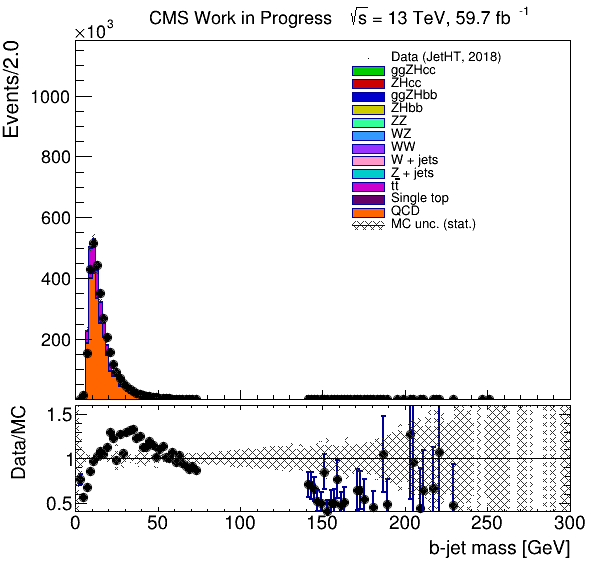 CMS Work in Progress √s = 13 TeV, 59.7 fb -1
×10³
Events/2.0
1000
800
600
400
200
Data (JetHT, 2018)
ggZHcc
ZHcc
ggZHbb
ZHbb
ZZ
WZ
WW
W + jets
Z + jets
tt̅
Single top
QCD
MC unc. (stat.)
Data/MC
1.5
1
0.5
0 50 100 150 200 250 300
b-jet mass [GeV]